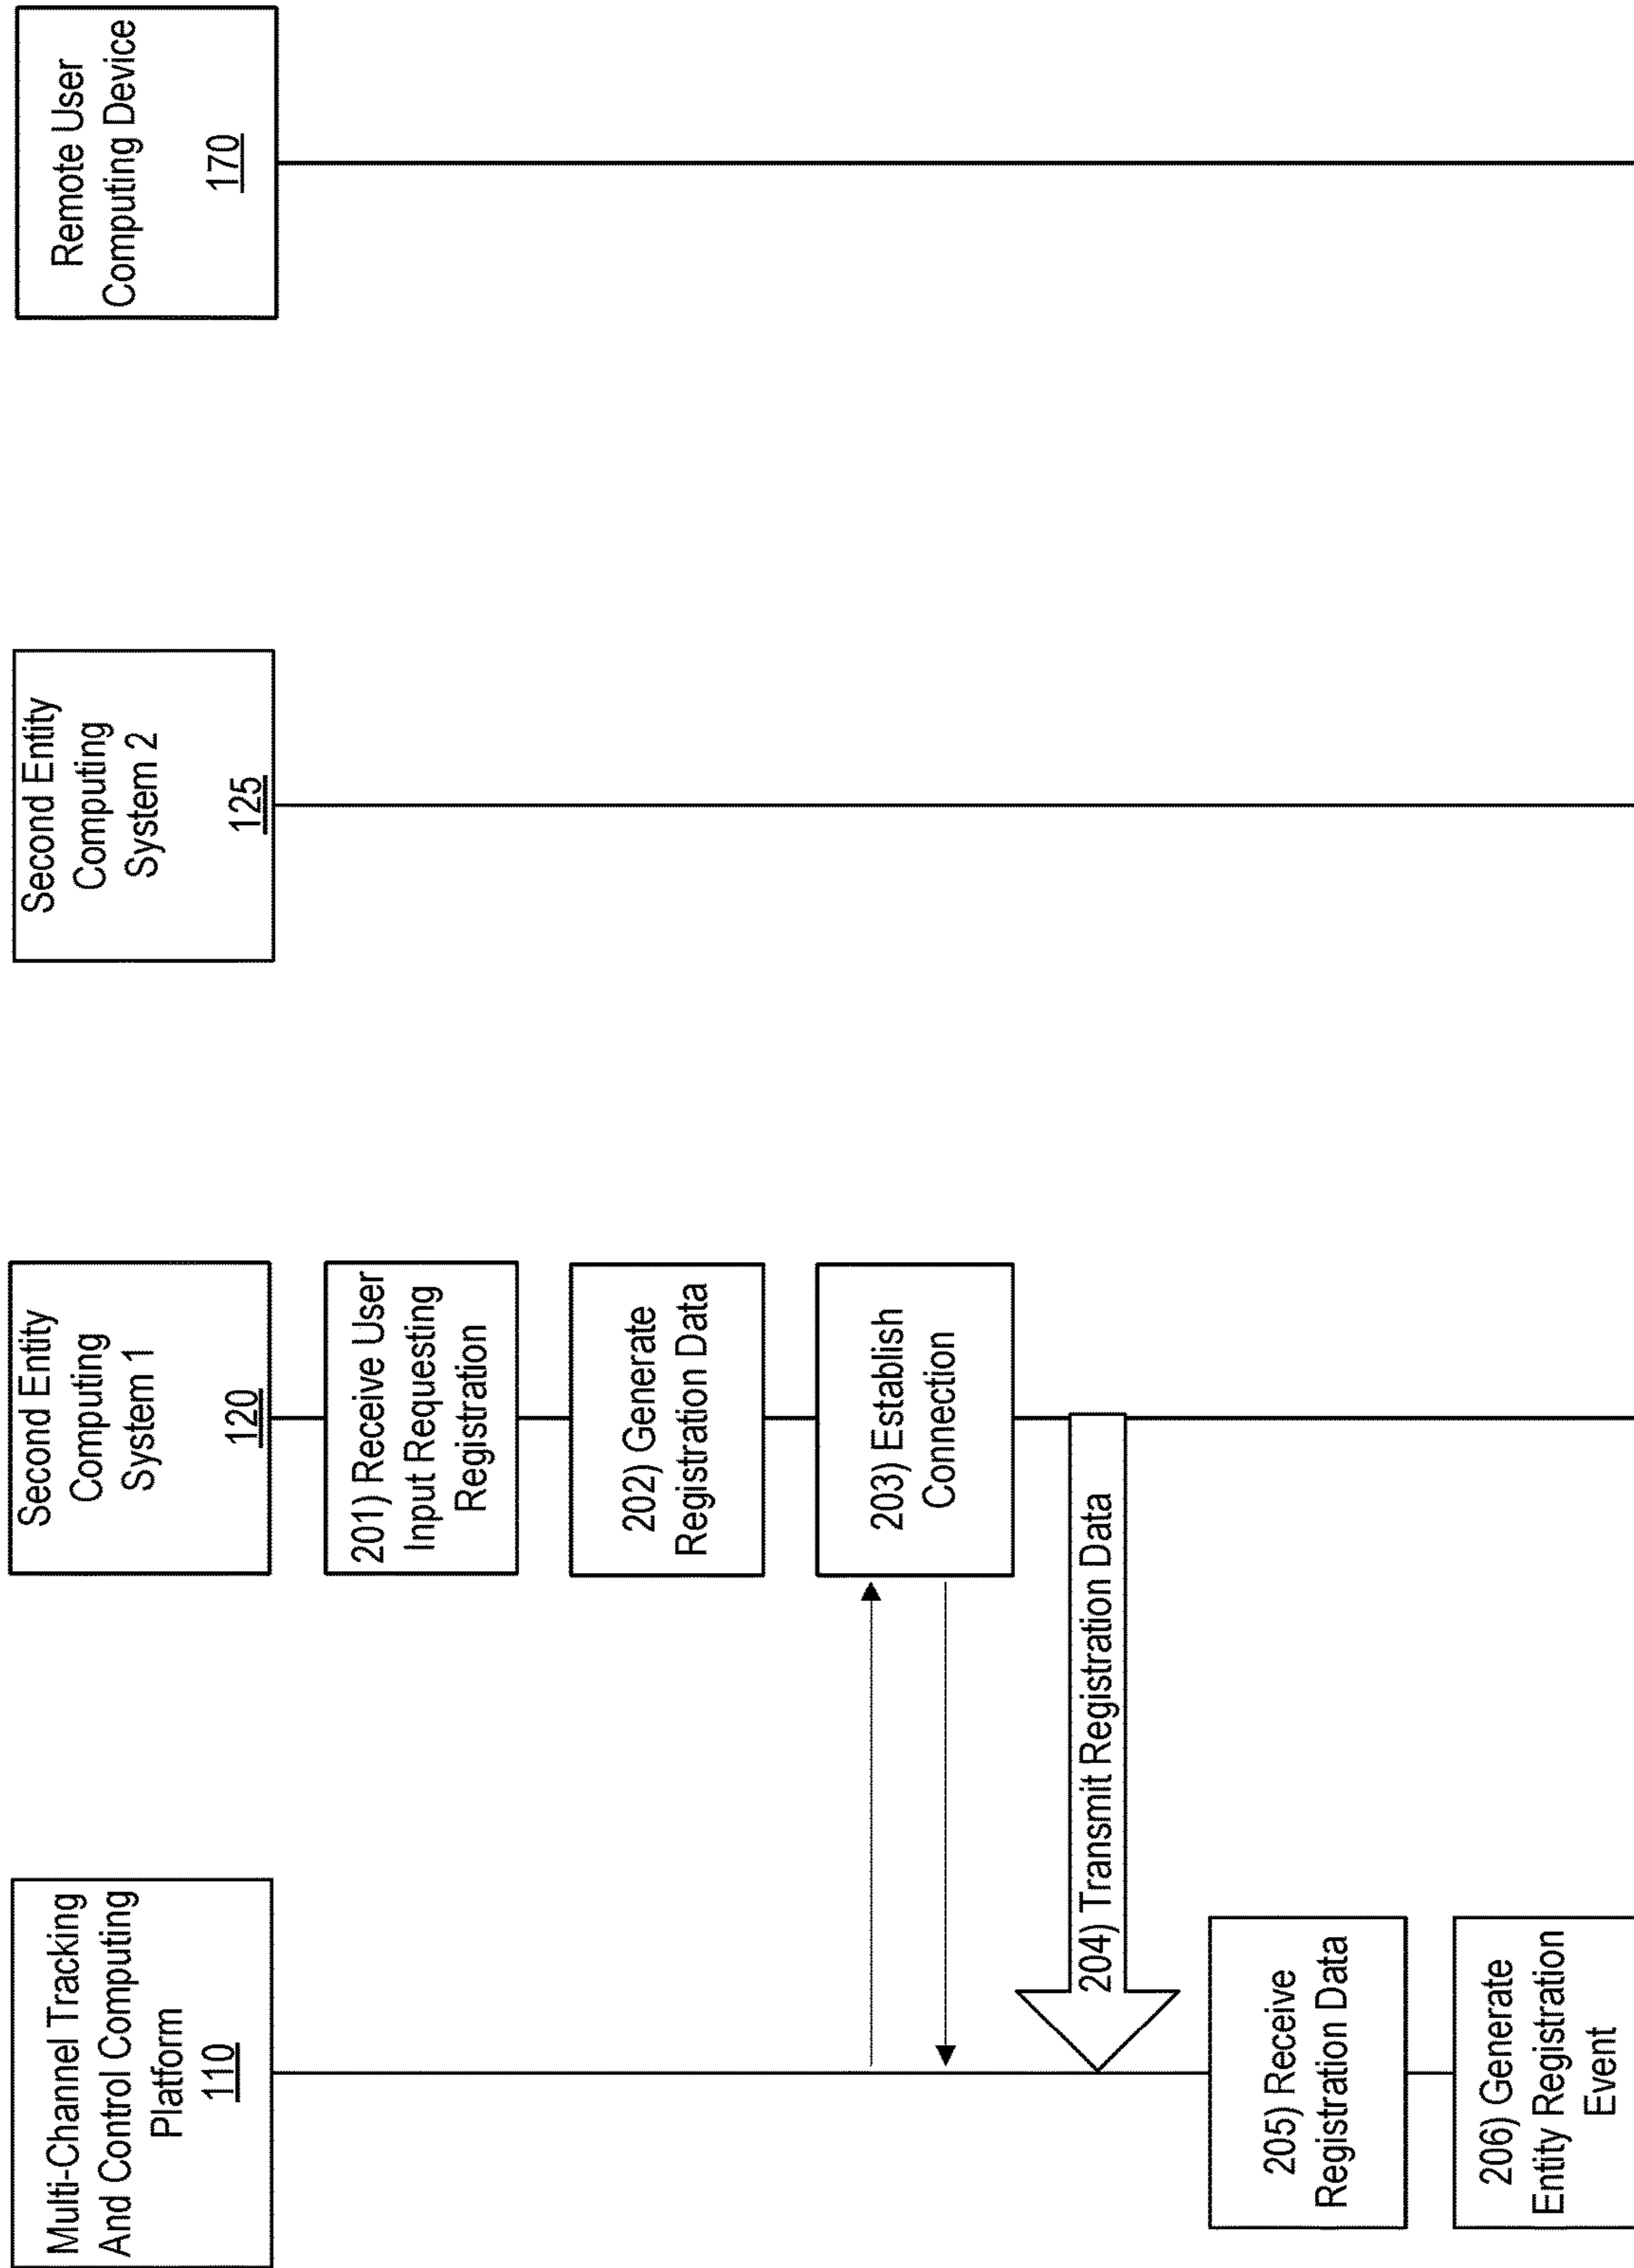 Multi-Channel Tracking
And Control Computing
Platform
110
Second Entity
Computing
System 1
120
Second Entity
Computing
System 2
125
Remote User
Computing Device
170
201) Receive User
Input Requesting
Registration
202) Generate
Registration Data
203) Establish
Connection
204) Transmit Registration Data
205) Receive
Registration Data
206) Generate
Entity Registration
Event